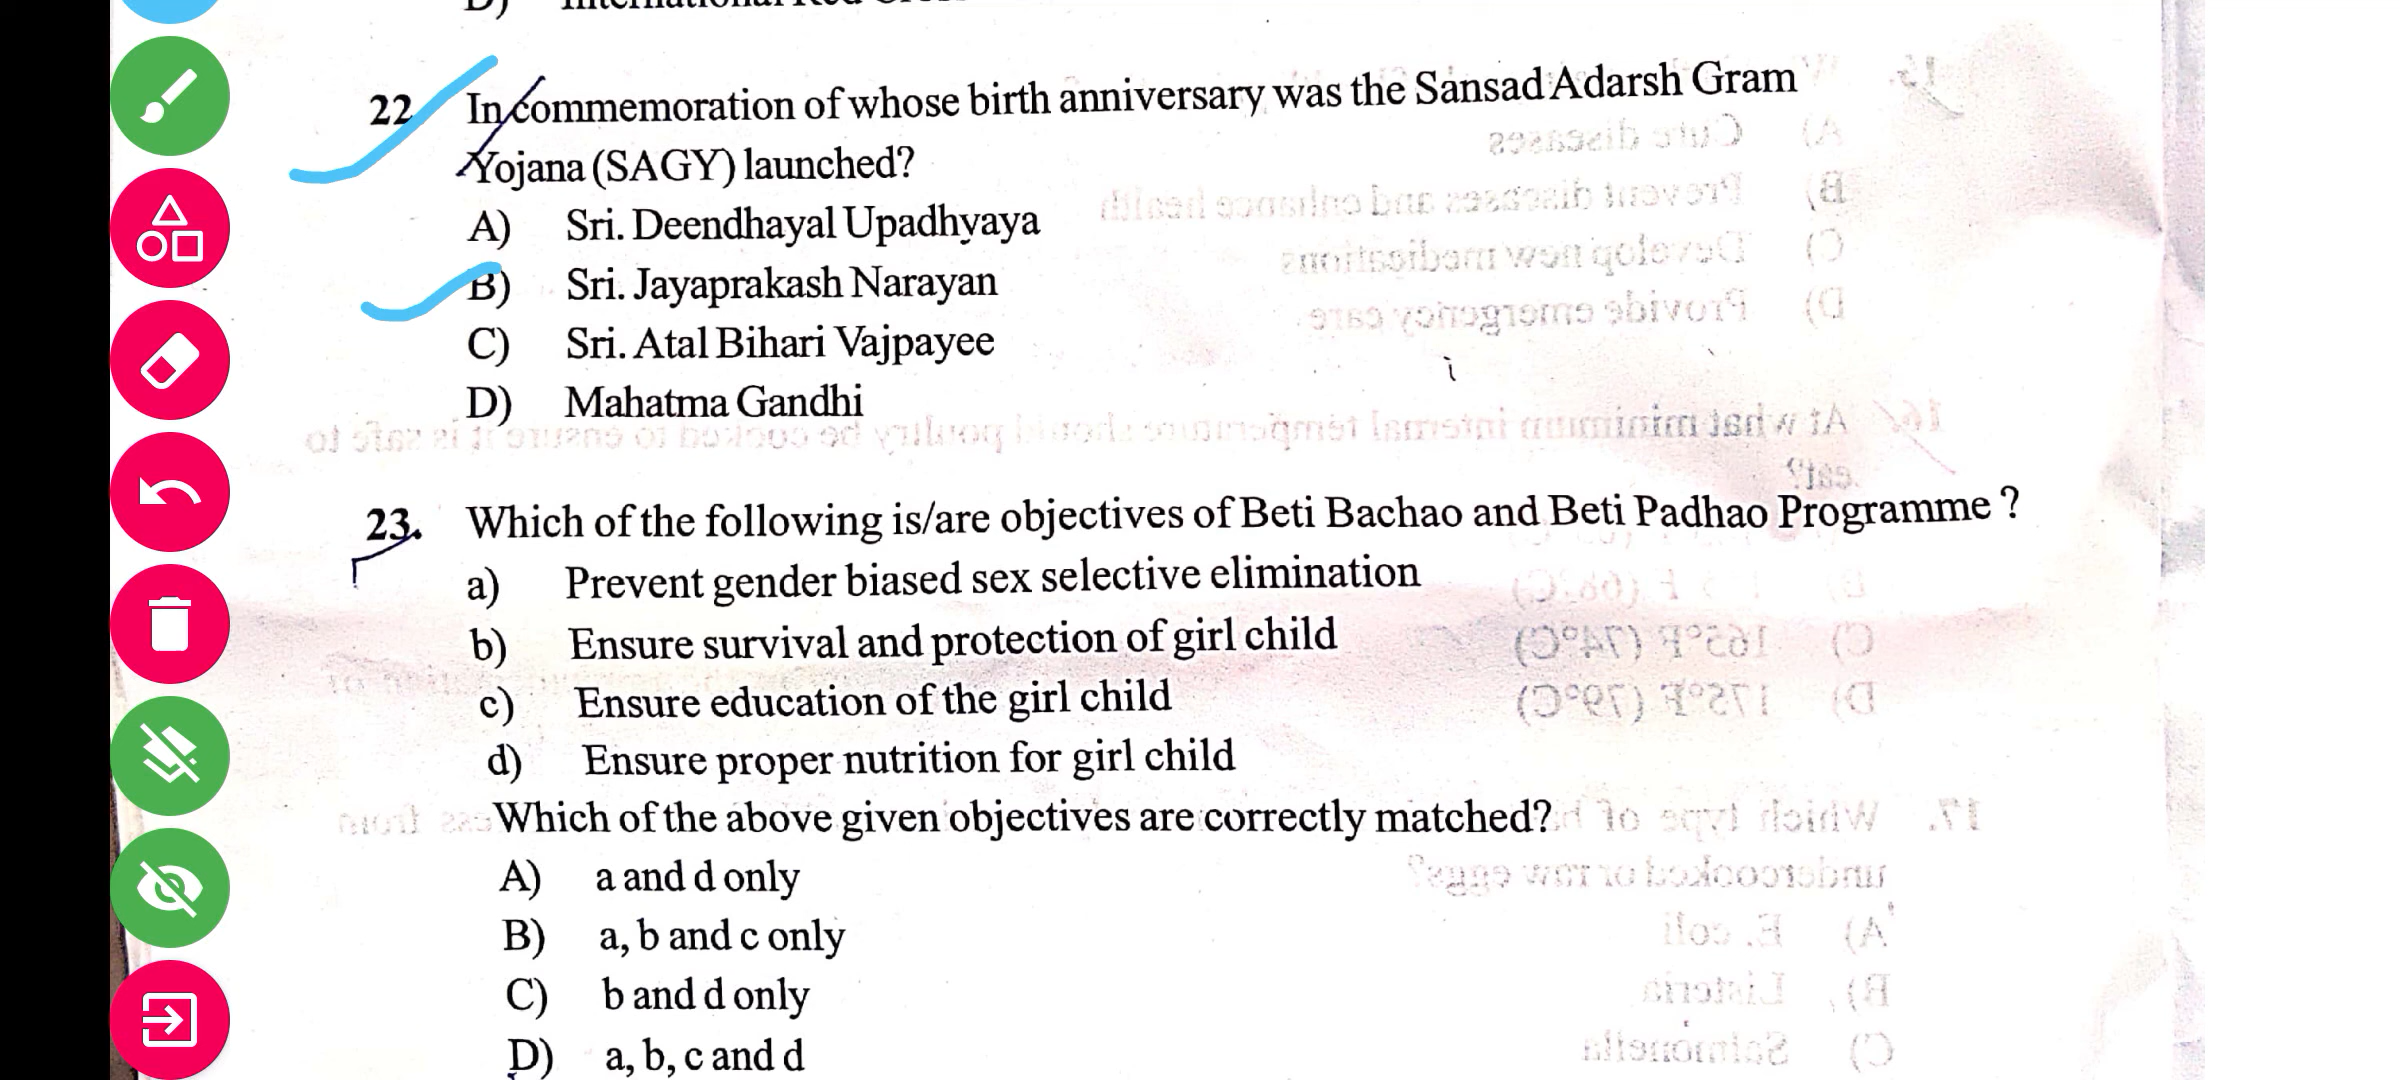 22. In commemoration of whose birth anniversary was the Sansad Adarsh Gram
Yojana (SAGY) launched?
A) Sri. Deendhayal Upadhyaya
B) Sri. Jayaprakash Narayan
C) Sri. Atal Bihari Vajpayee
D) Mahatma Gandhi
23. Which of the following is/are objectives of Beti Bachao and Beti Padhao Programme ?
a) Prevent gender biased sex selective elimination
b) Ensure survival and protection of girl child
c) Ensure education of the girl child
d) Ensure proper nutrition for girl child
Which of the above given objectives are correctly matched?
A) a and d only
B) a, b and c only
C) b and d only
D) a, b, c and d